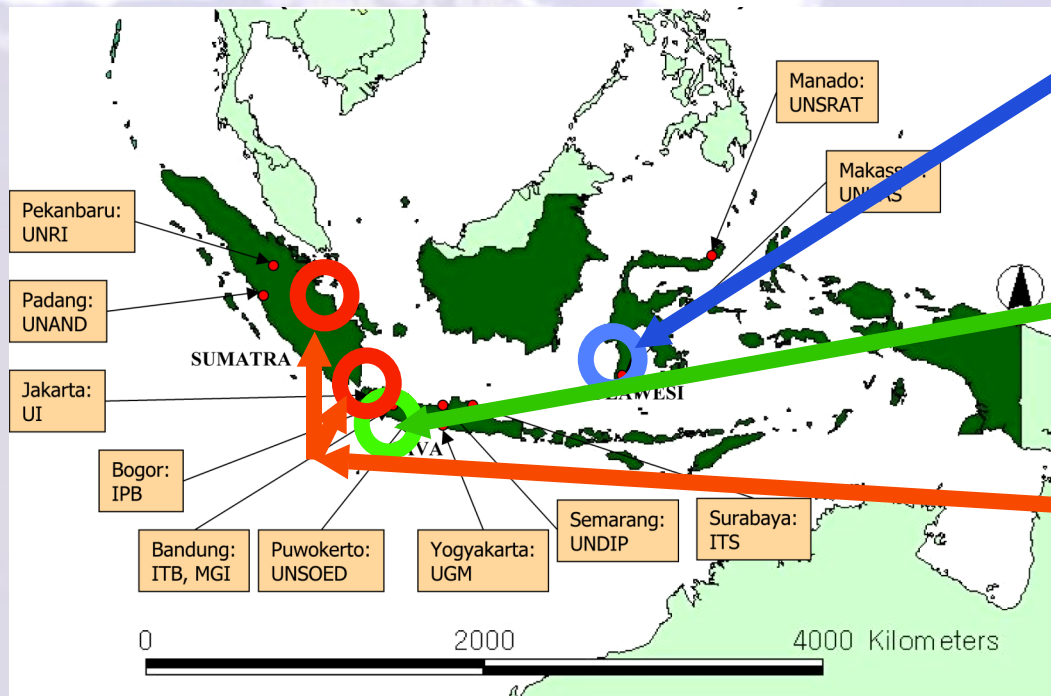 Manado:
UNSRAT
Pekanbaru:
UNRI
Padang:
UNAND
SUMATRA
Jakarta:
UI
Bogor:
IPB
Bandung:
ITB, MGI
Puwokerto:
UNSOED
Yogyakarta:
UGM
Semarang:
UNDIP
Surabaya:
ITS
0
2000
4000 Kilometers